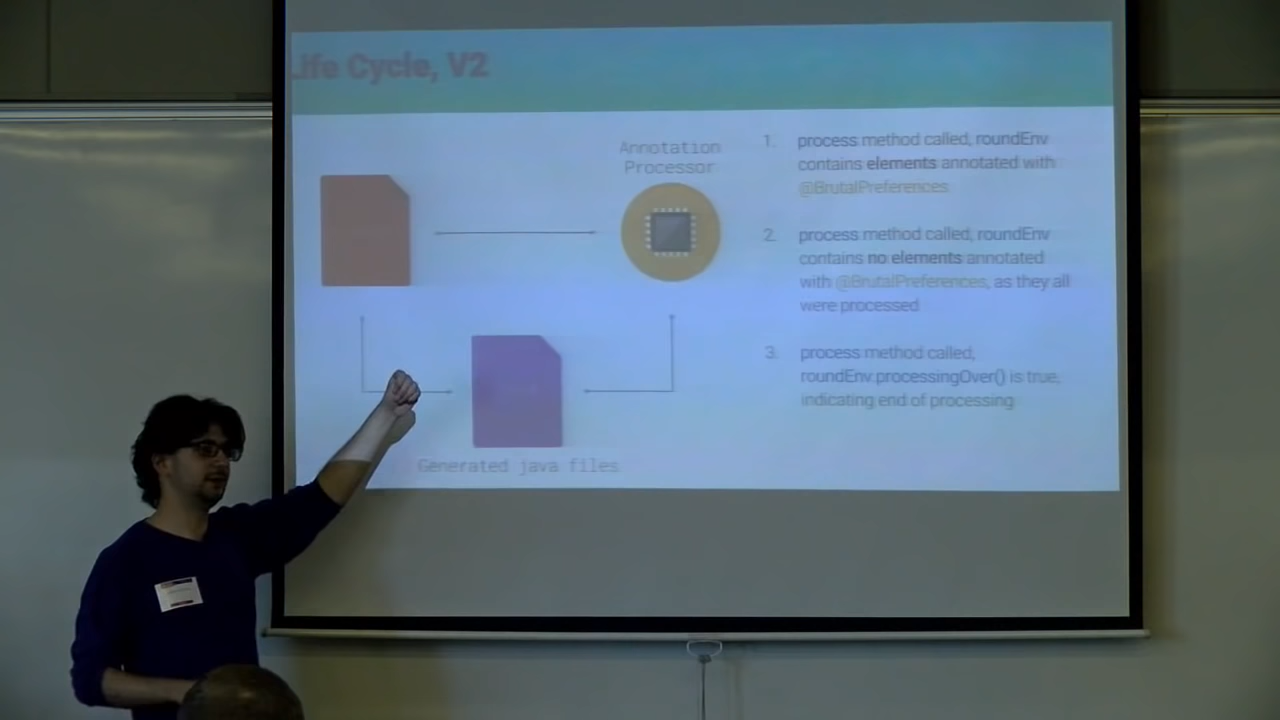 Life Cycle, V2
Annotation
Processor
1. process method called, roundEnv
contains elements annotated with
@BrutalPreferences
2. process method called, roundEnv
contains no elements annotated
with @BrutalPreferences, as they all
were processed
3. process method called,
roundEnv.processingOver() is true,
indicating end of processing
Generated java files